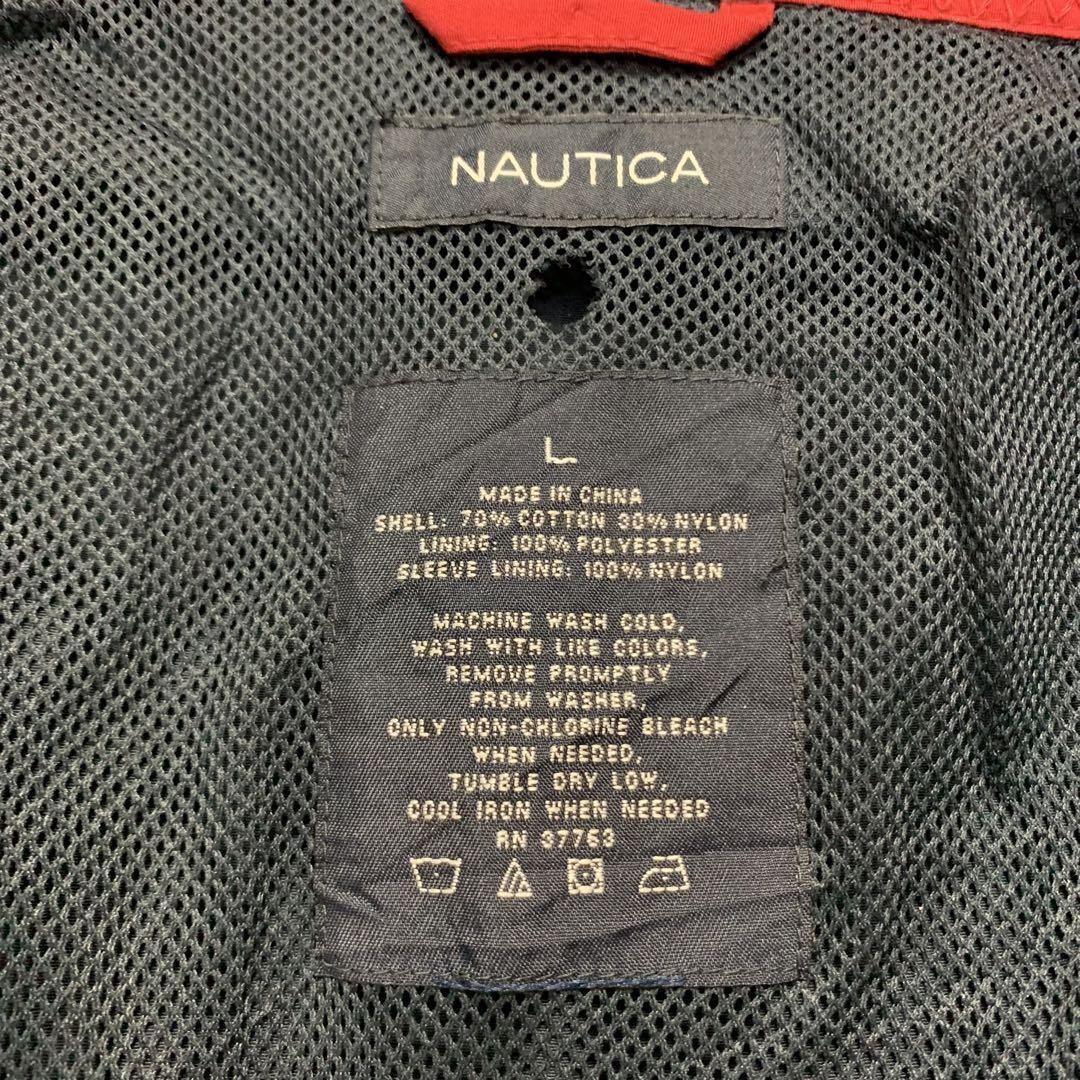 NAUTICA
L
MADE IN CHINA
SHELL: 70% COTTON 30% NYLON
LINING: 100% POLYESTER
SLEEVE LINING: 100% NYLON
MACHINE WASH COLD,
WASH WITH LIKE COLORS,
REMOVE PROMPTLY
FROM WASHER,
ONLY NON-CHLORINE BLEACH
WHEN NEEDED,
TUMBLE DRY LOW,
COOL IRON WHEN NEEDED
RN 37763